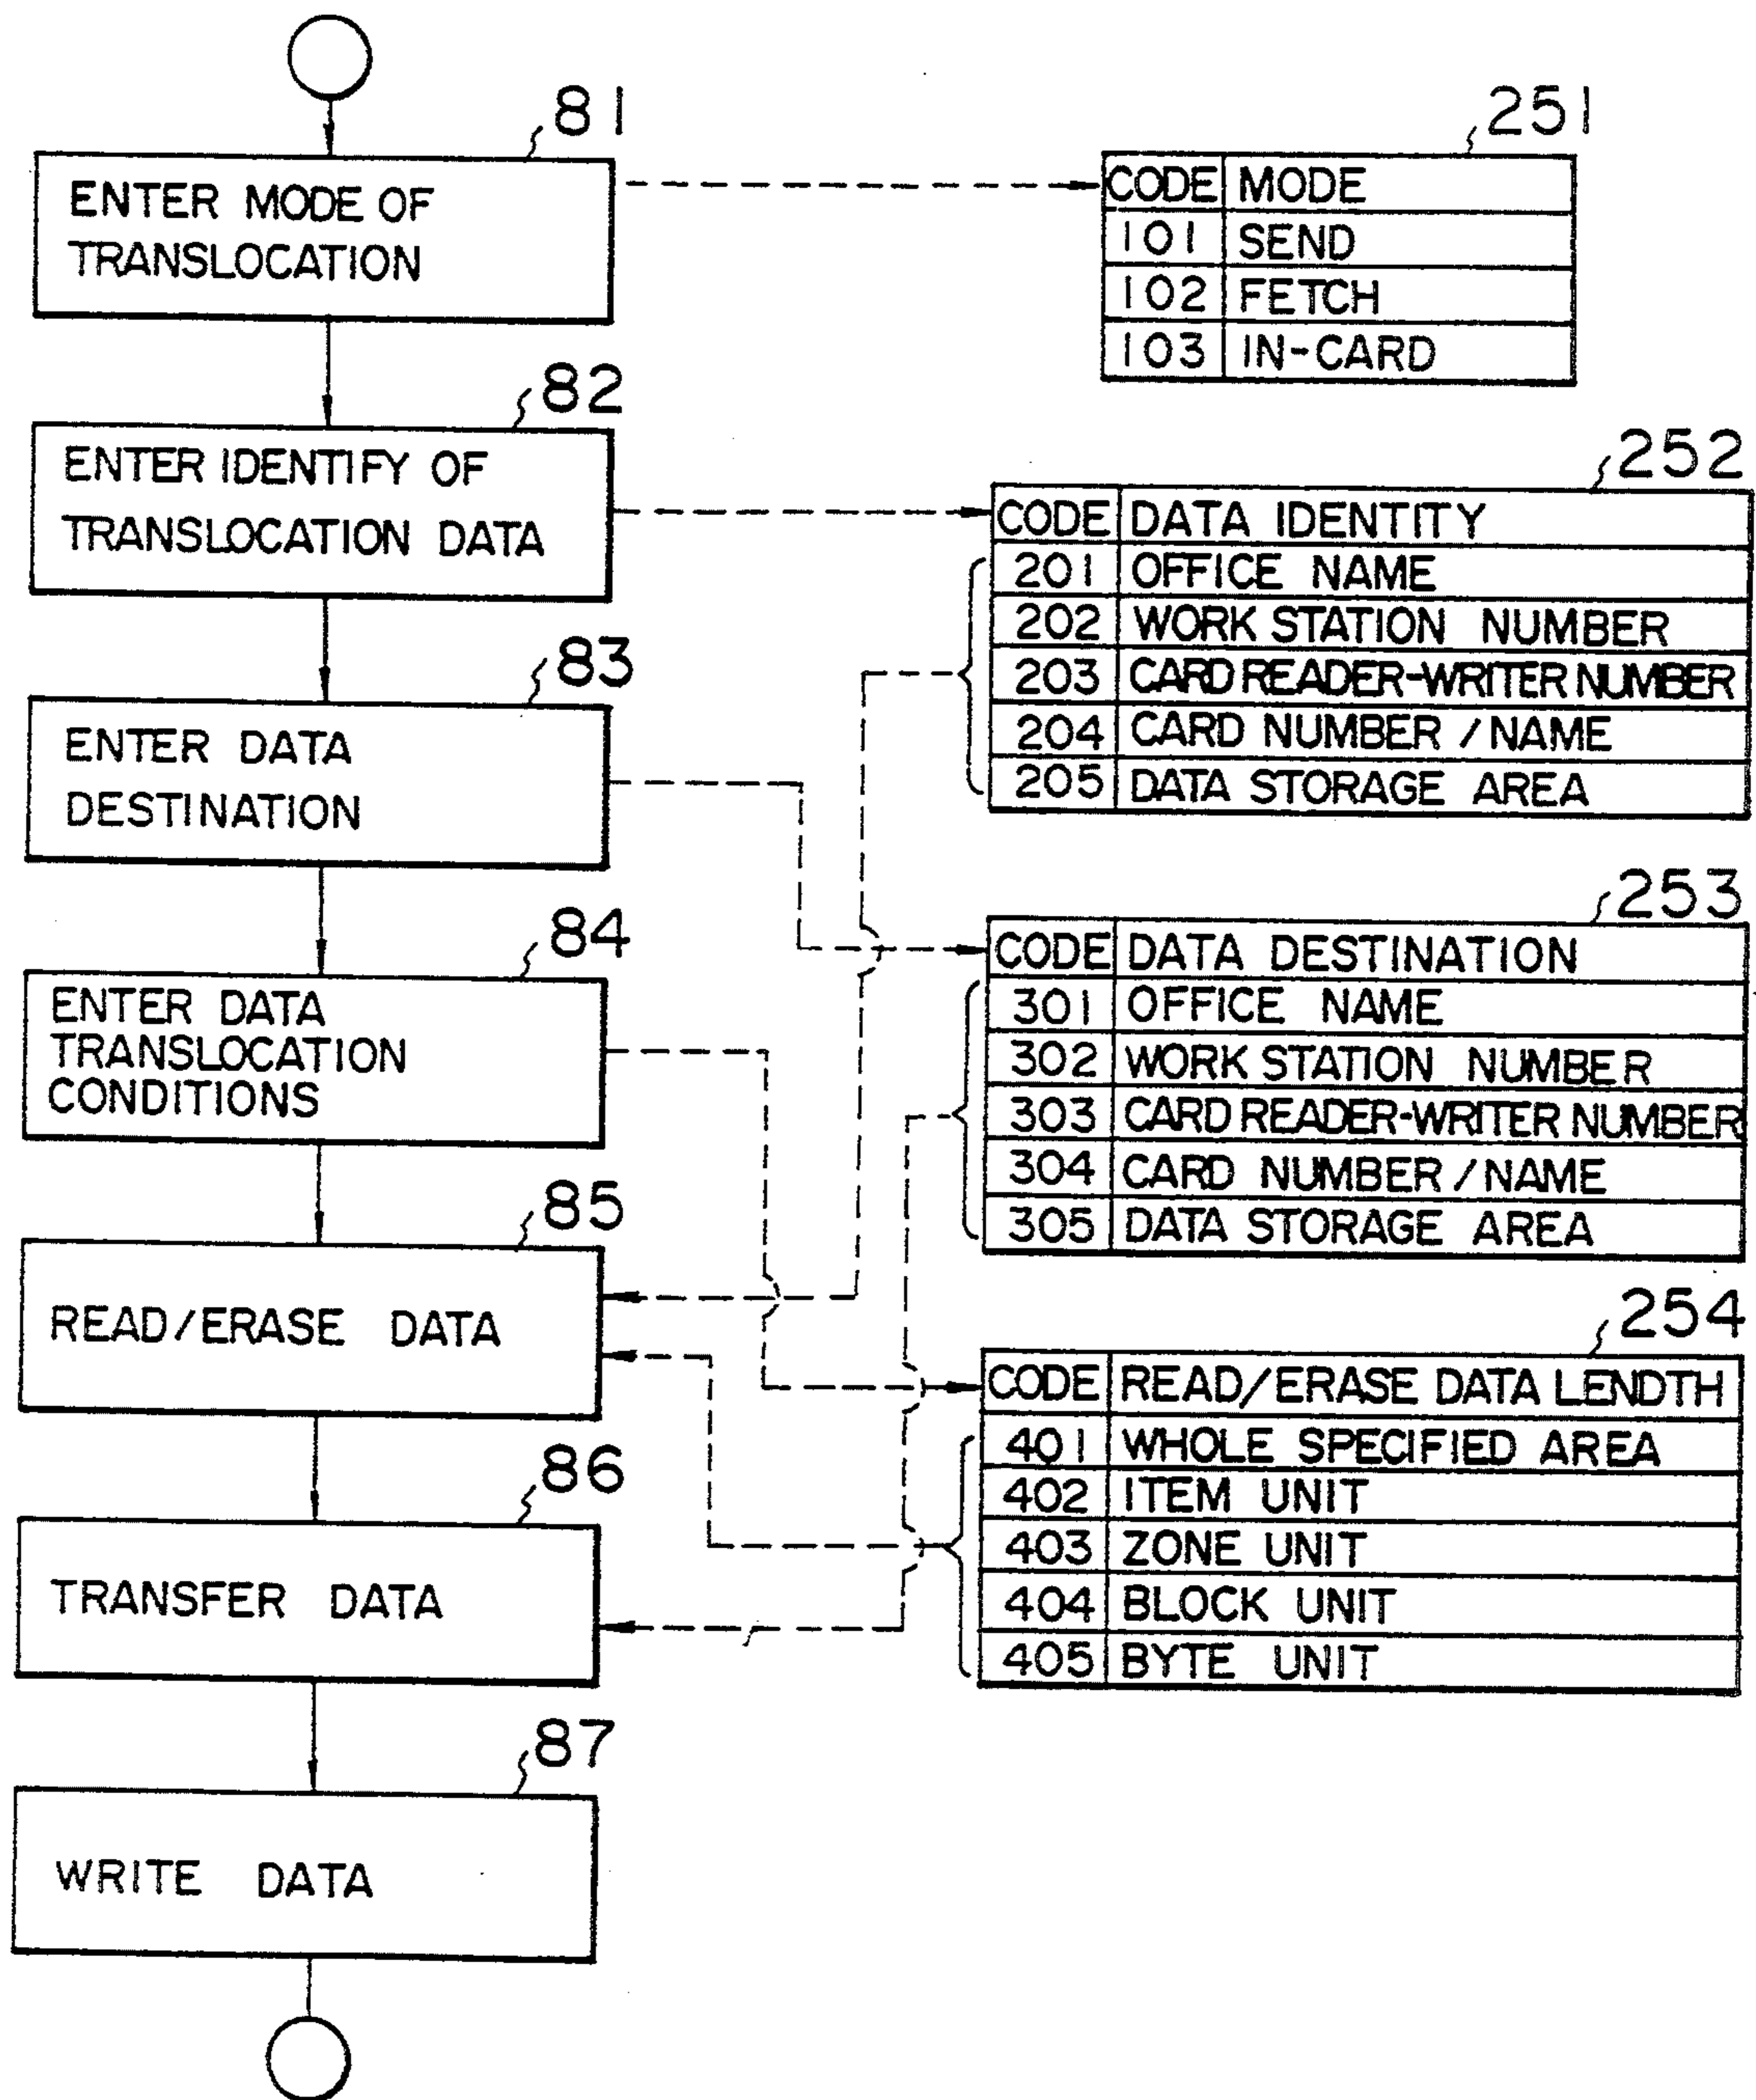 81
ENTER MODE OF
TRANSLOCATION
82
ENTER IDENTIFY OF
TRANSLOCATION DATA
83
ENTER DATA
DESTINATION
84
ENTER DATA
TRANSLOCATION
CONDITIONS
85
READ/ERASE DATA
86
TRANSFER DATA
87
WRITE DATA
251
CODE MODE
101 SEND
102 FETCH
103 IN-CARD
252
CODE DATA IDENTITY
201 OFFICE NAME
202 WORK STATION NUMBER
203 CARD READER-WRITER NUMBER
204 CARD NUMBER / NAME
205 DATA STORAGE AREA
253
CODE DATA DESTINATION
301 OFFICE NAME
302 WORK STATION NUMBER
303 CARD READER-WRITER NUMBER
304 CARD NUMBER / NAME
305 DATA STORAGE AREA
254
CODE READ/ERASE DATA LENDTH
401 WHOLE SPECIFIED AREA
402 ITEM UNIT
403 ZONE UNIT
404 BLOCK UNIT
405 BYTE UNIT